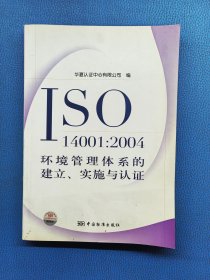 华夏认证中心有限公司 编
ISO
14001:2004
环境管理体系的
建立、实施与认证
中国标准出版社